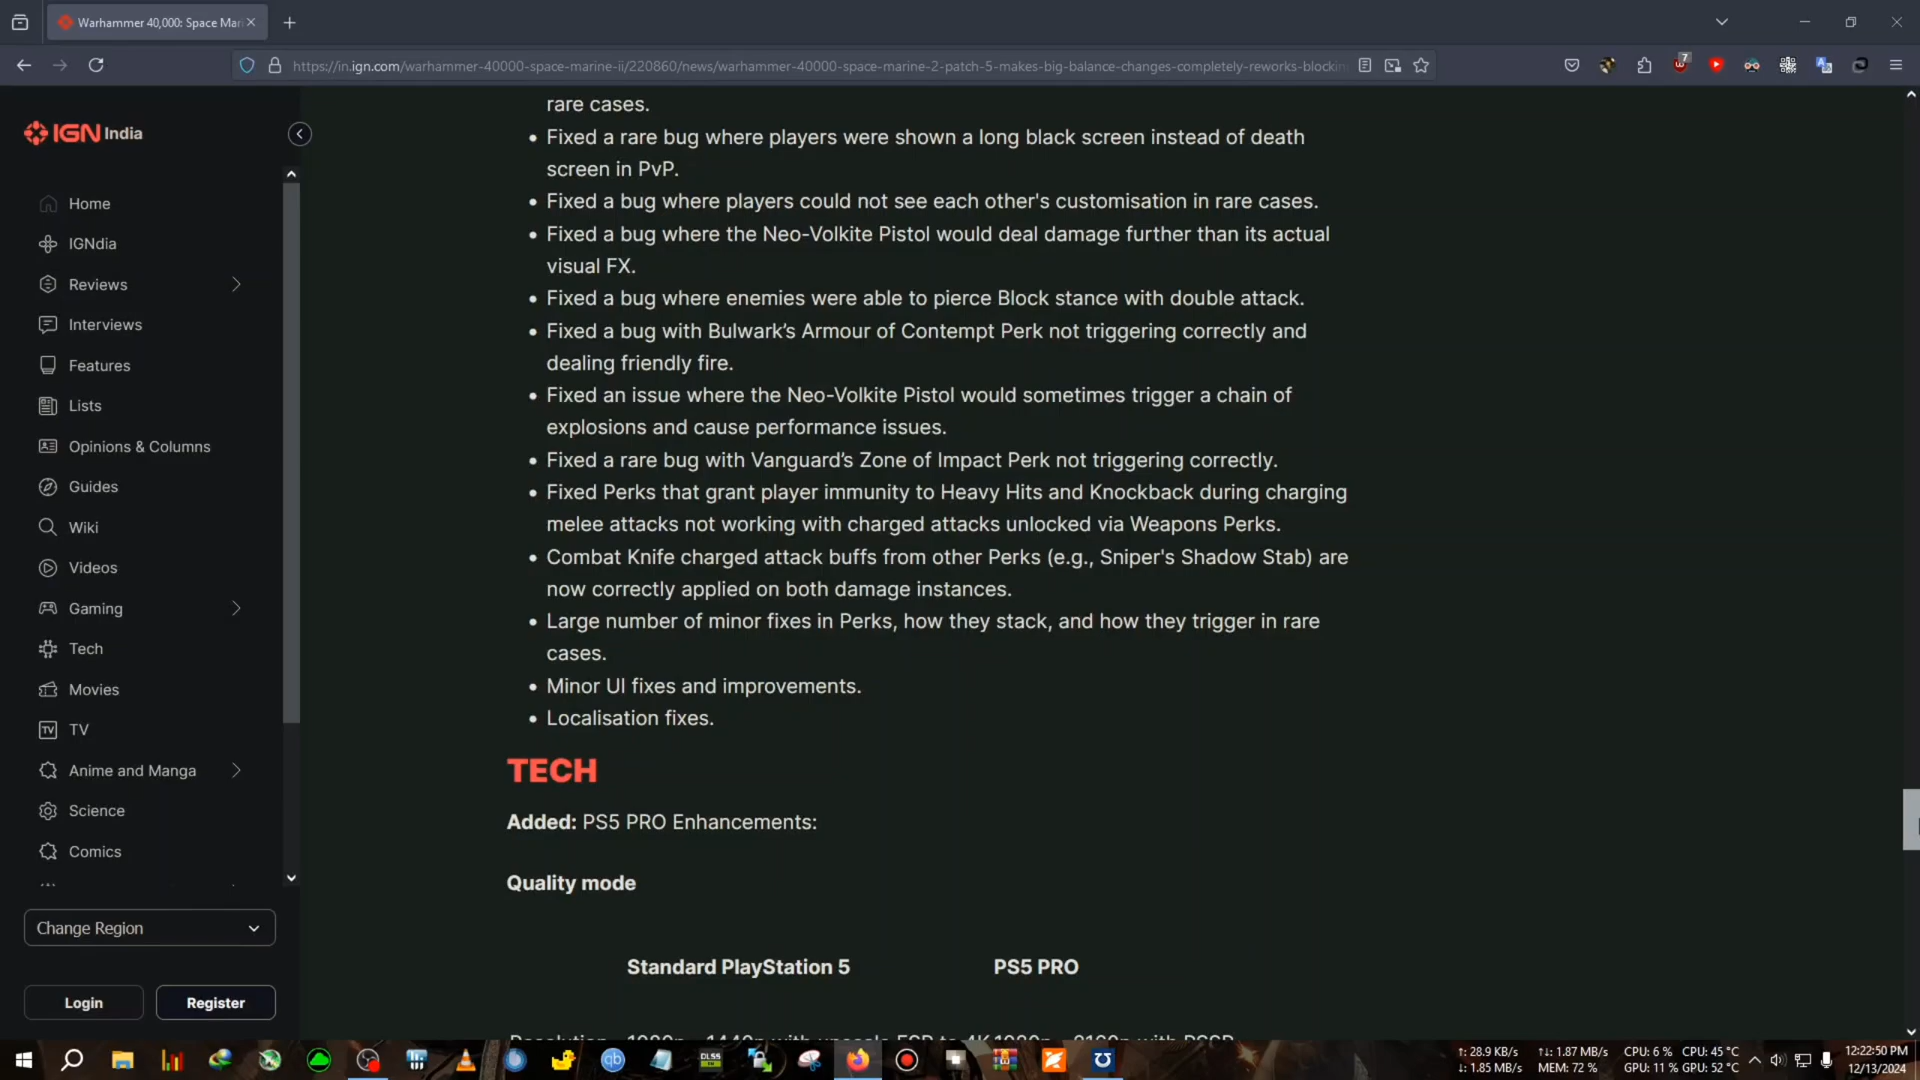 Warhammer 40,000: Space Mar
https://in.ign.com/warhammer-40000-space-marine-ii/220860/news/warhammer-40000-space-marine-2-patch-5-makes-big-balance-changes-completely-reworks-blockin
7
IGN India
Home
IGNdia
Reviews
Interviews
Features
Lists
Opinions & Columns
Guides
Wiki
Videos
Gaming
Tech
Movies
TV
Anime and Manga
Science
Comics
Change Region
Login
Register
rare cases.
• Fixed a rare bug where players were shown a long black screen instead of death
screen in PvP.
• Fixed a bug where players could not see each other's customisation in rare cases.
• Fixed a bug where the Neo-Volkite Pistol would deal damage further than its actual
visual FX.
• Fixed a bug where enemies were able to pierce Block stance with double attack.
• Fixed a bug with Bulwark's Armour of Contempt Perk not triggering correctly and
dealing friendly fire.
• Fixed an issue where the Neo-Volkite Pistol would sometimes trigger a chain of
explosions and cause performance issues.
• Fixed a rare bug with Vanguard's Zone of Impact Perk not triggering correctly.
• Fixed Perks that grant player immunity to Heavy Hits and Knockback during charging
melee attacks not working with charged attacks unlocked via Weapons Perks.
• Combat Knife charged attack buffs from other Perks (e.g., Sniper's Shadow Stab) are
now correctly applied on both damage instances.
• Large number of minor fixes in Perks, how they stack, and how they trigger in rare
cases.
• Minor UI fixes and improvements.
• Localisation fixes.
TECH
Added: PS5 PRO Enhancements:
Quality mode
Standard PlayStation 5 PS5 PRO
↑: 28.9 KB/s ↑↓: 1.87 MB/s CPU: 6 % CPU: 45 °C
↓: 1.85 MB/s MEM: 72 % GPU: 11 % GPU: 52 °C
12:22:50 PM
12/13/2024